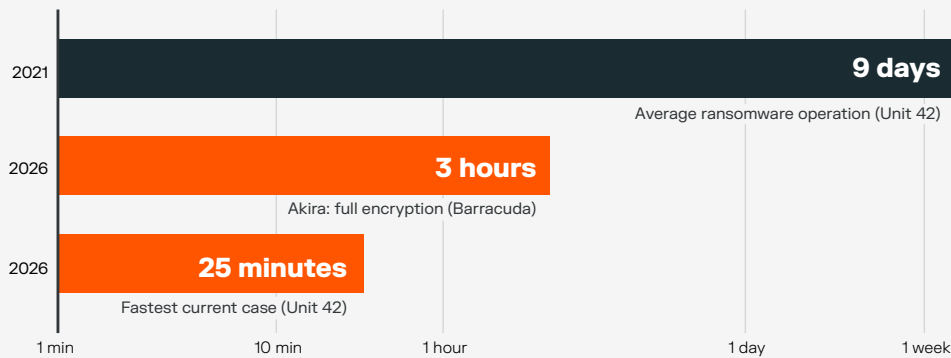 2021
9 days
Average ransomware operation (Unit 42)
2026
3 hours
Akira: full encryption (Barracuda)
2026
25 minutes
Fastest current case (Unit 42)
1 min 10 min 1 hour 1 day 1 week